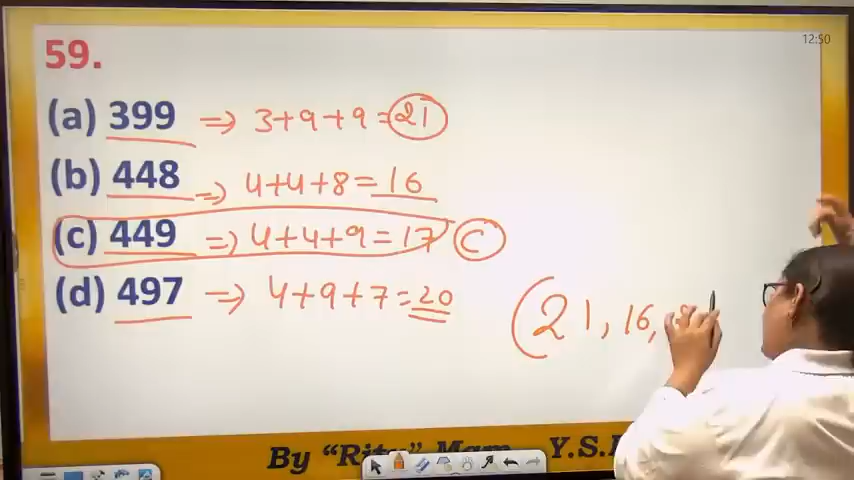 12:50
59.
(a) 399 => 3+9+9=21
(b) 448 => 4+4+8=16
(c) 449 => 4+4+9=17 C
(d) 497 => 4+9+7=20
(21, 16,
By "Ritu" Mam Y.S.